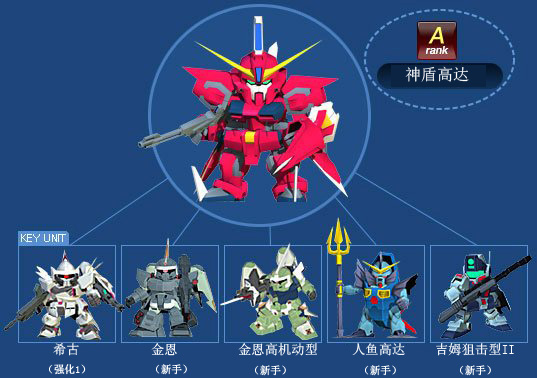 A
rank
神盾高达
KEY UNIT
希古
金恩
金恩高机动型
人鱼高达
吉姆狙击型II
(强化1)
(新手)
(新手)
(新手)
(新手)